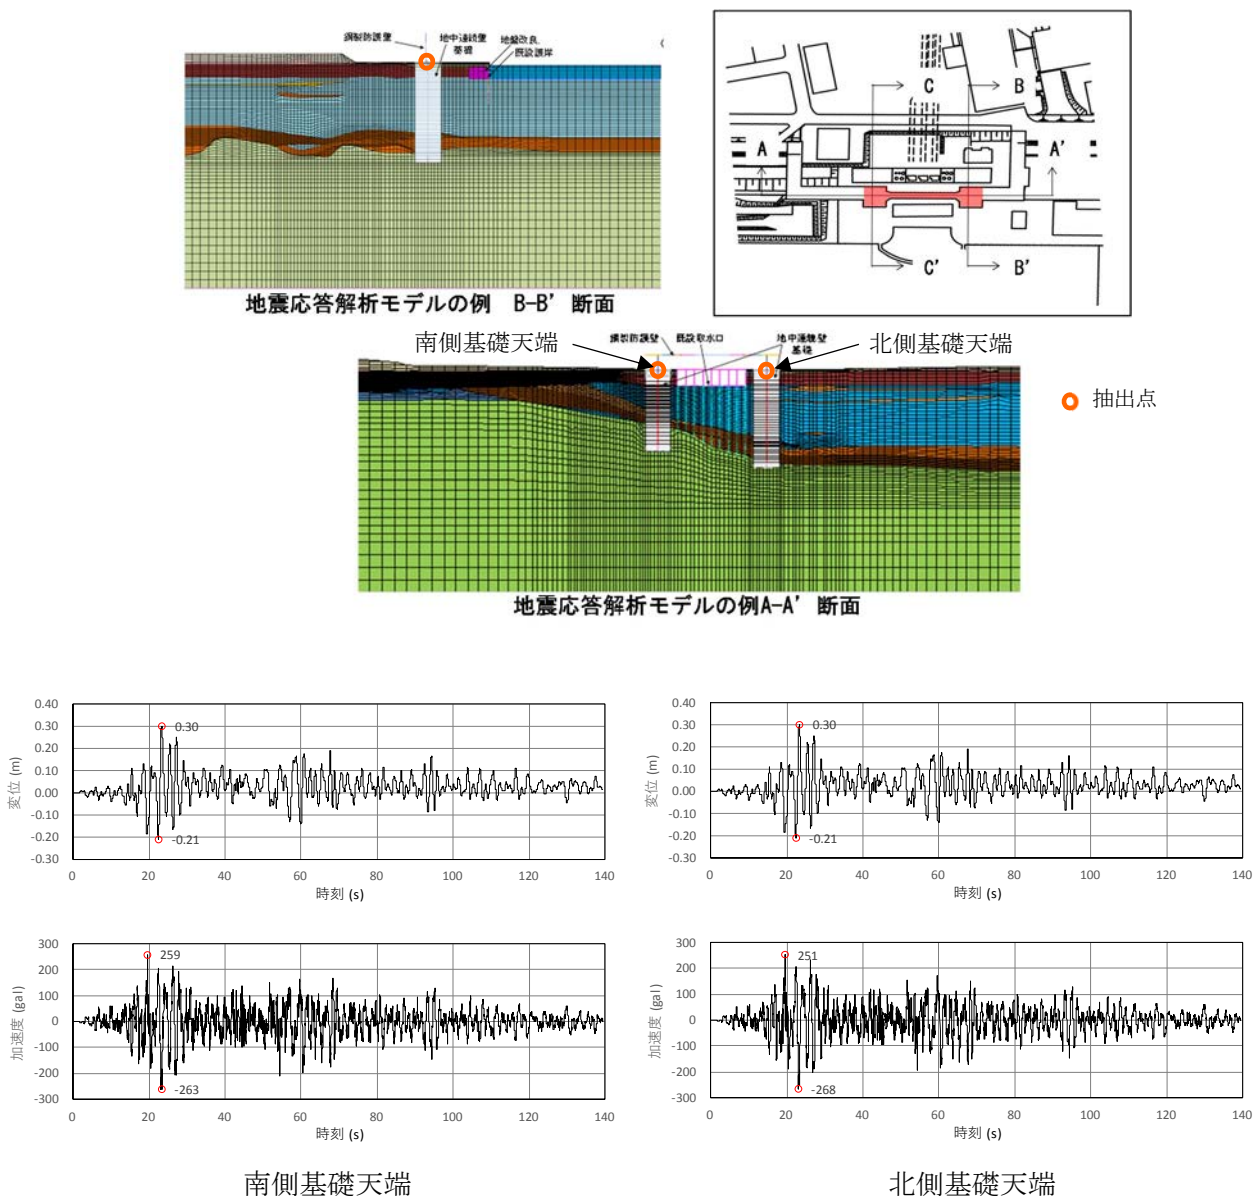 鋼製防護壁
地中連続壁
基礎
地盤改良
既設護岸
地震応答解析モデルの例 B-B’ 断面
C
B
A
A’
C’
B’
南側基礎天端
鋼製防護壁
既設取水口
地中連続壁
基礎
北側基礎天端
抽出点
地震応答解析モデルの例A-A’ 断面
変位 (m)
0.40
0.30
0.20
0.10
0.00
-0.10
-0.20
-0.30
0.30
-0.21
0 20 40 60 80 100 120 140
時刻 (s)
変位 (m)
0.40
0.30
0.20
0.10
0.00
-0.10
-0.20
-0.30
0.30
-0.21
0 20 40 60 80 100 120 140
時刻 (s)
加速度 (gal)
300
200
100
0
-100
-200
-300
259
-263
0 20 40 60 80 100 120 140
時刻 (s)
加速度 (gal)
300
200
100
0
-100
-200
-300
251
-268
0 20 40 60 80 100 120 140
時刻 (s)
南側基礎天端
北側基礎天端